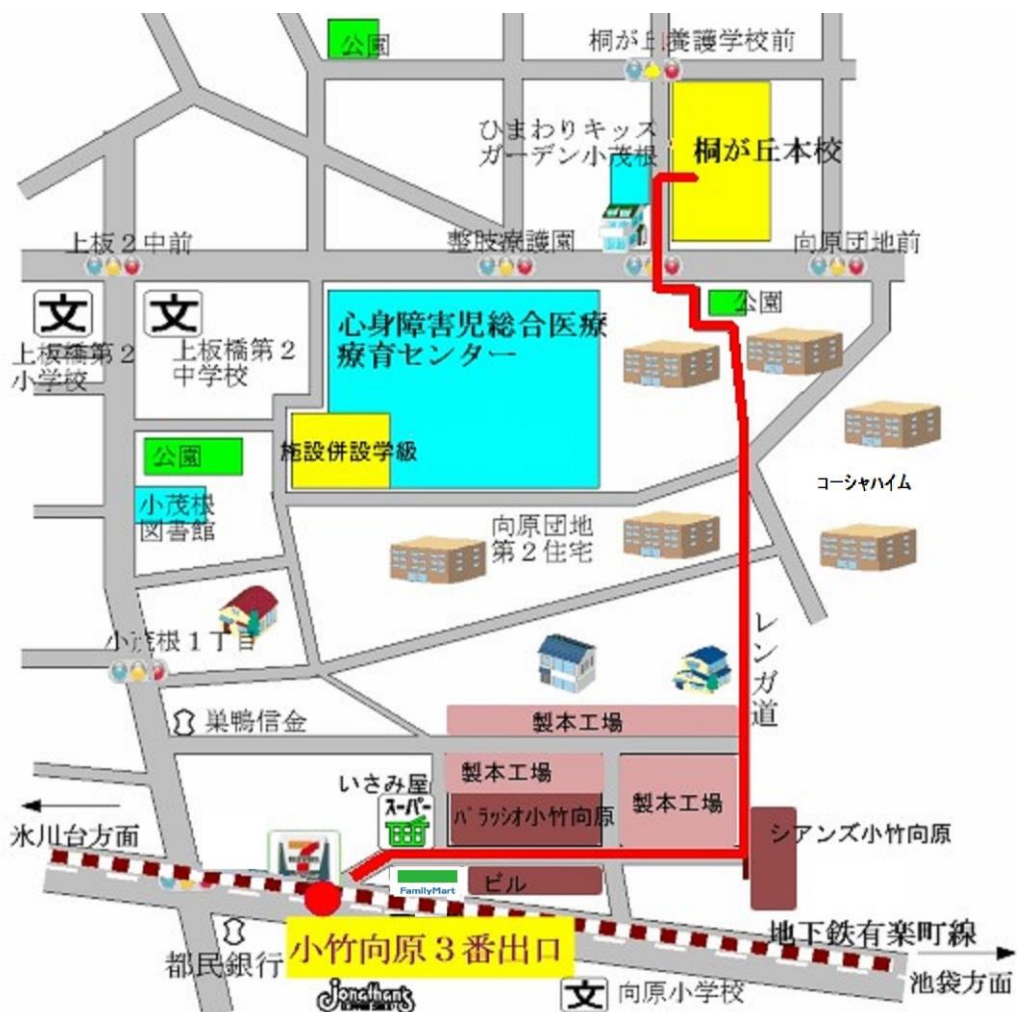 公園
桐が丘養護学校前
ひまわりキッズ
ガーデン小茂根
桐が丘本校
上板2中前
整肢療護園
向原団地前
文
文
公園
心身障害児総合医療
療育センター
上板橋第2
小学校
上板橋第2
中学校
施設併設学級
公園
コーシャハイム
小茂根
図書館
向原団地
第2住宅
小茂根1丁目
レンガ道
巣鴨信金
製本工場
いさみ屋
製本工場
スーパー
パラッシオ小竹向原
製本工場
シアンズ小竹向原
氷川台方面
FamilyMart
ビル
地下鉄有楽町線
小竹向原3番出口
都民銀行
池袋方面
Jonathan's
文
向原小学校